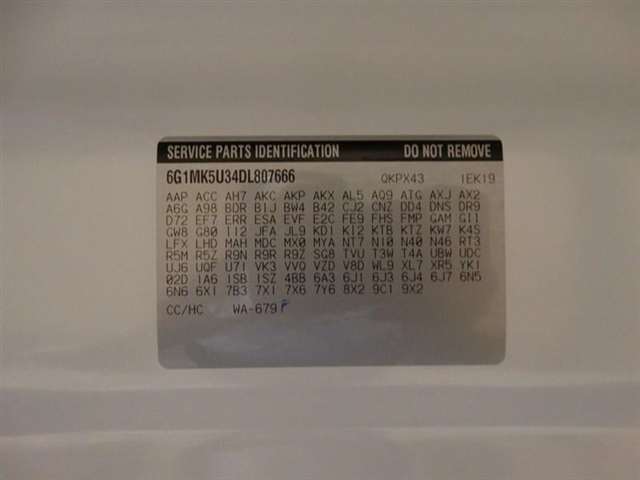 SERVICE PARTS IDENTIFICATION DO NOT REMOVE
6G1MK5U34DL807666 QKPX43 1EK19
AAP ACC AH7 AKC AKP AKX AL5 AQ9 ATG AXJ AX2
A6G A98 BDR B1J BW4 B42 CJ2 CNZ DD4 DNS DR9
D72 EF7 ERR ESA EVF E2C FE9 FHS FMP GAM G11
GW8 G80 I12 JFA JL9 KD1 K12 KTB KTZ KW7 K4S
LFX LHD MAH MDC MX0 MYA NT7 N10 N40 N46 RT3
R5M R5Z R9N R9R R9Z SG8 TVU T3W T4A U8W UDC
UJ6 UQF U71 VK3 VVQ VZD V8D WL9 XL7 XR5 YK1
02D 1A6 1SB 1SZ 4BB 6A3 6J1 6J3 6J4 6J7 6N5
6N6 6X1 7B3 7X1 7X6 7Y6 8X2 9C1 9X2
CC/HC WA-679